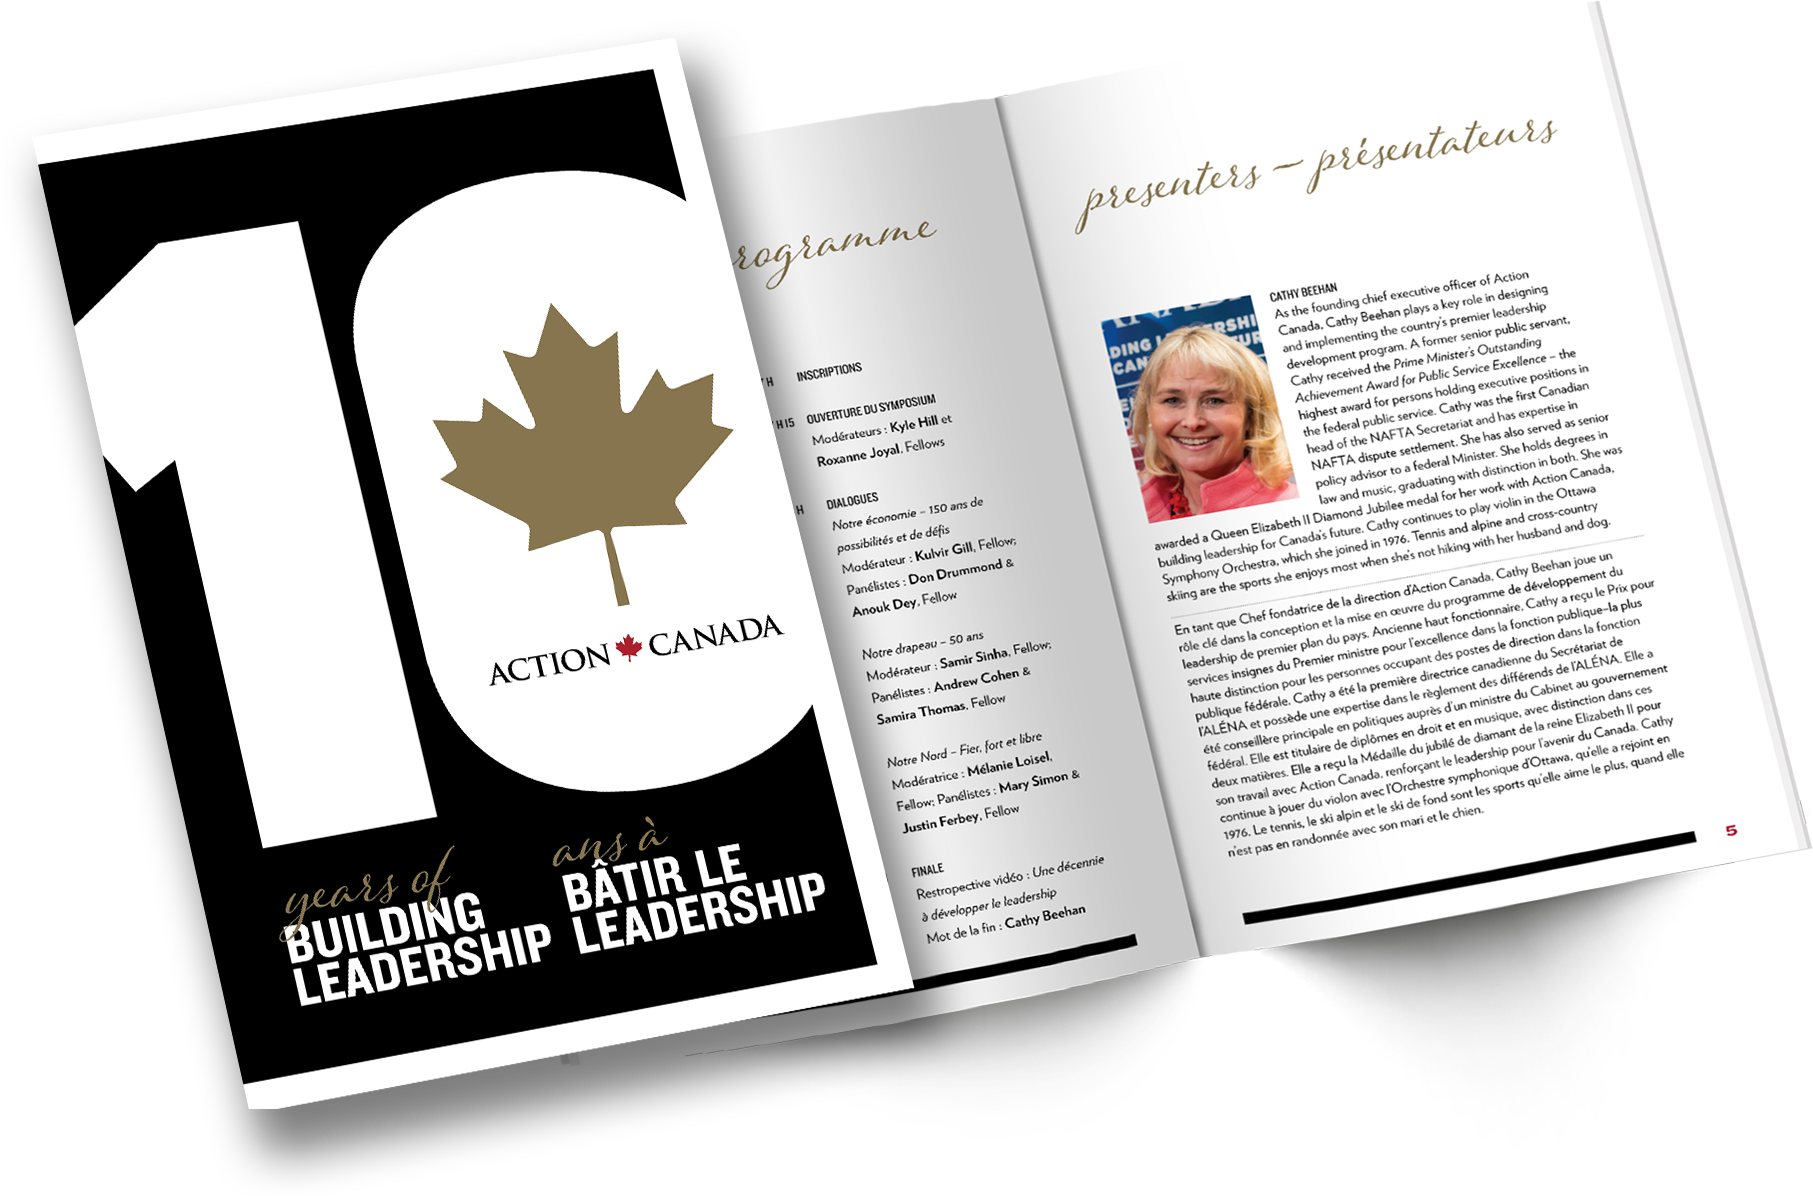 10
ACTION CANADA
years of
BUILDING
LEADERSHIP
ans à
BÂTIR LE
LEADERSHIP
rogramme
H INSCRIPTIONS
H15 OUVERTURE DU SYMPOSIUM
Modérateurs : Kyle Hill et
Roxanne Joyal, Fellows
H DIALOGUES
Notre économie – 150 ans de
possibilités et de défis
Modérateur : Kulvir Gill, Fellow;
Panélistes : Don Drummond &
Anouk Dey, Fellow
Notre drapeau – 50 ans
Modérateur : Samir Sinha, Fellow;
Panélistes : Andrew Cohen &
Samira Thomas, Fellow
Notre Nord – Fier, fort et libre
Modératrice : Mélanie Loisel,
Fellow; Panélistes : Mary Simon &
Justin Ferbey, Fellow
FINALE
Restropective vidéo : Une décennie
à développer le leadership
Mot de la fin : Cathy Beehan
presenters – présentateurs
CATHY BEEHAN
As the founding chief executive officer of Action
Canada, Cathy Beehan plays a key role in designing
and implementing the country's premier leadership
development program. A former senior public servant,
Cathy received the Prime Minister's Outstanding
Achievement Award for Public Service Excellence – the
highest award for persons holding executive positions in
the federal public service. Cathy was the first Canadian
head of the NAFTA Secretariat and has expertise in
NAFTA dispute settlement. She has also served as senior
policy advisor to a federal Minister. She holds degrees in
law and music, graduating with distinction in both. She was
awarded a Queen Elizabeth II Diamond Jubilee medal for her work with Action Canada,
building leadership for Canada's future. Cathy continues to play violin in the Ottawa
Symphony Orchestra, which she joined in 1976. Tennis and alpine and cross-country
skiing are the sports she enjoys most when she's not hiking with her husband and dog.
En tant que Chef fondatrice de la direction d'Action Canada, Cathy Beehan joue un
rôle clé dans la conception et la mise en œuvre du programme de développement du
leadership de premier plan du pays. Ancienne haut fonctionnaire, Cathy a reçu le Prix pour
services insignes du Premier ministre pour l'excellence dans la fonction publique–la plus
haute distinction pour les personnes occupant des postes de direction dans la fonction
publique fédérale. Cathy a été la première directrice canadienne du Secrétariat de
l'ALÉNA et possède une expertise dans le règlement des différends de l'ALÉNA. Elle a
été conseillère principale en politiques auprès d'un ministre du Cabinet au gouvernement
fédéral. Elle est titulaire de diplômes en droit et en musique, avec distinction dans ces
deux matières. Elle a reçu la Médaille du jubilé de diamant de la reine Elizabeth II pour
son travail avec Action Canada, renforçant le leadership pour l'avenir du Canada. Cathy
continue à jouer du violon avec l'Orchestre symphonique d'Ottawa, qu'elle a rejoint en
1976. Le tennis, le ski alpin et le ski de fond sont les sports qu'elle aime le plus, quand elle
n'est pas en randonnée avec son mari et le chien.
5